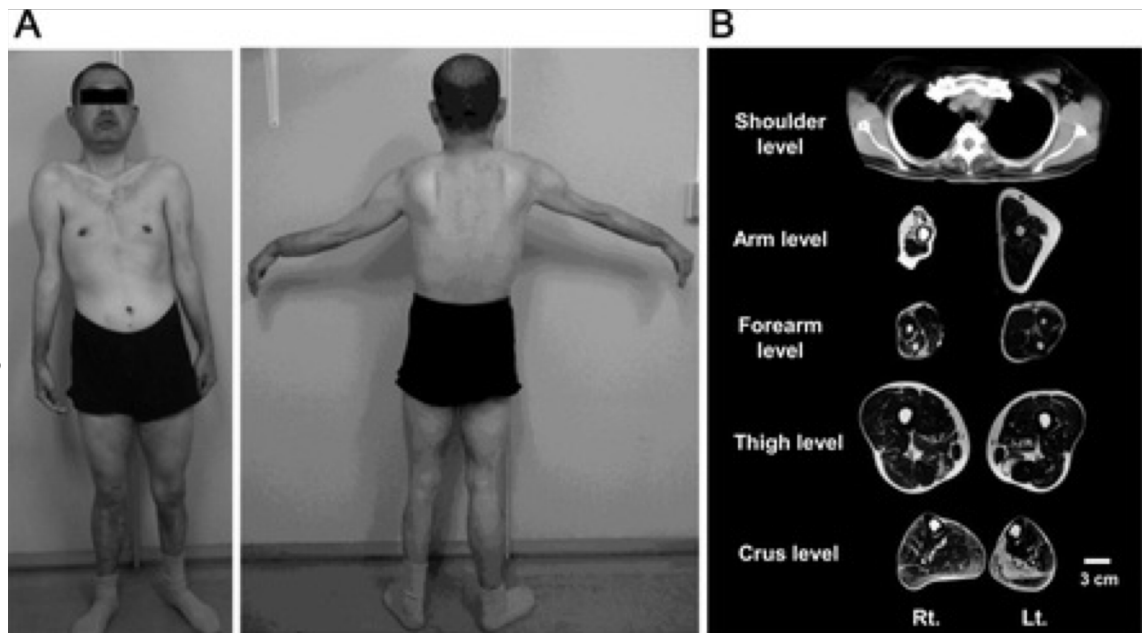 A
B
Shoulder
level
Arm level
Forearm
level
Thigh level
Crus level
3 cm
Rt.
Lt.